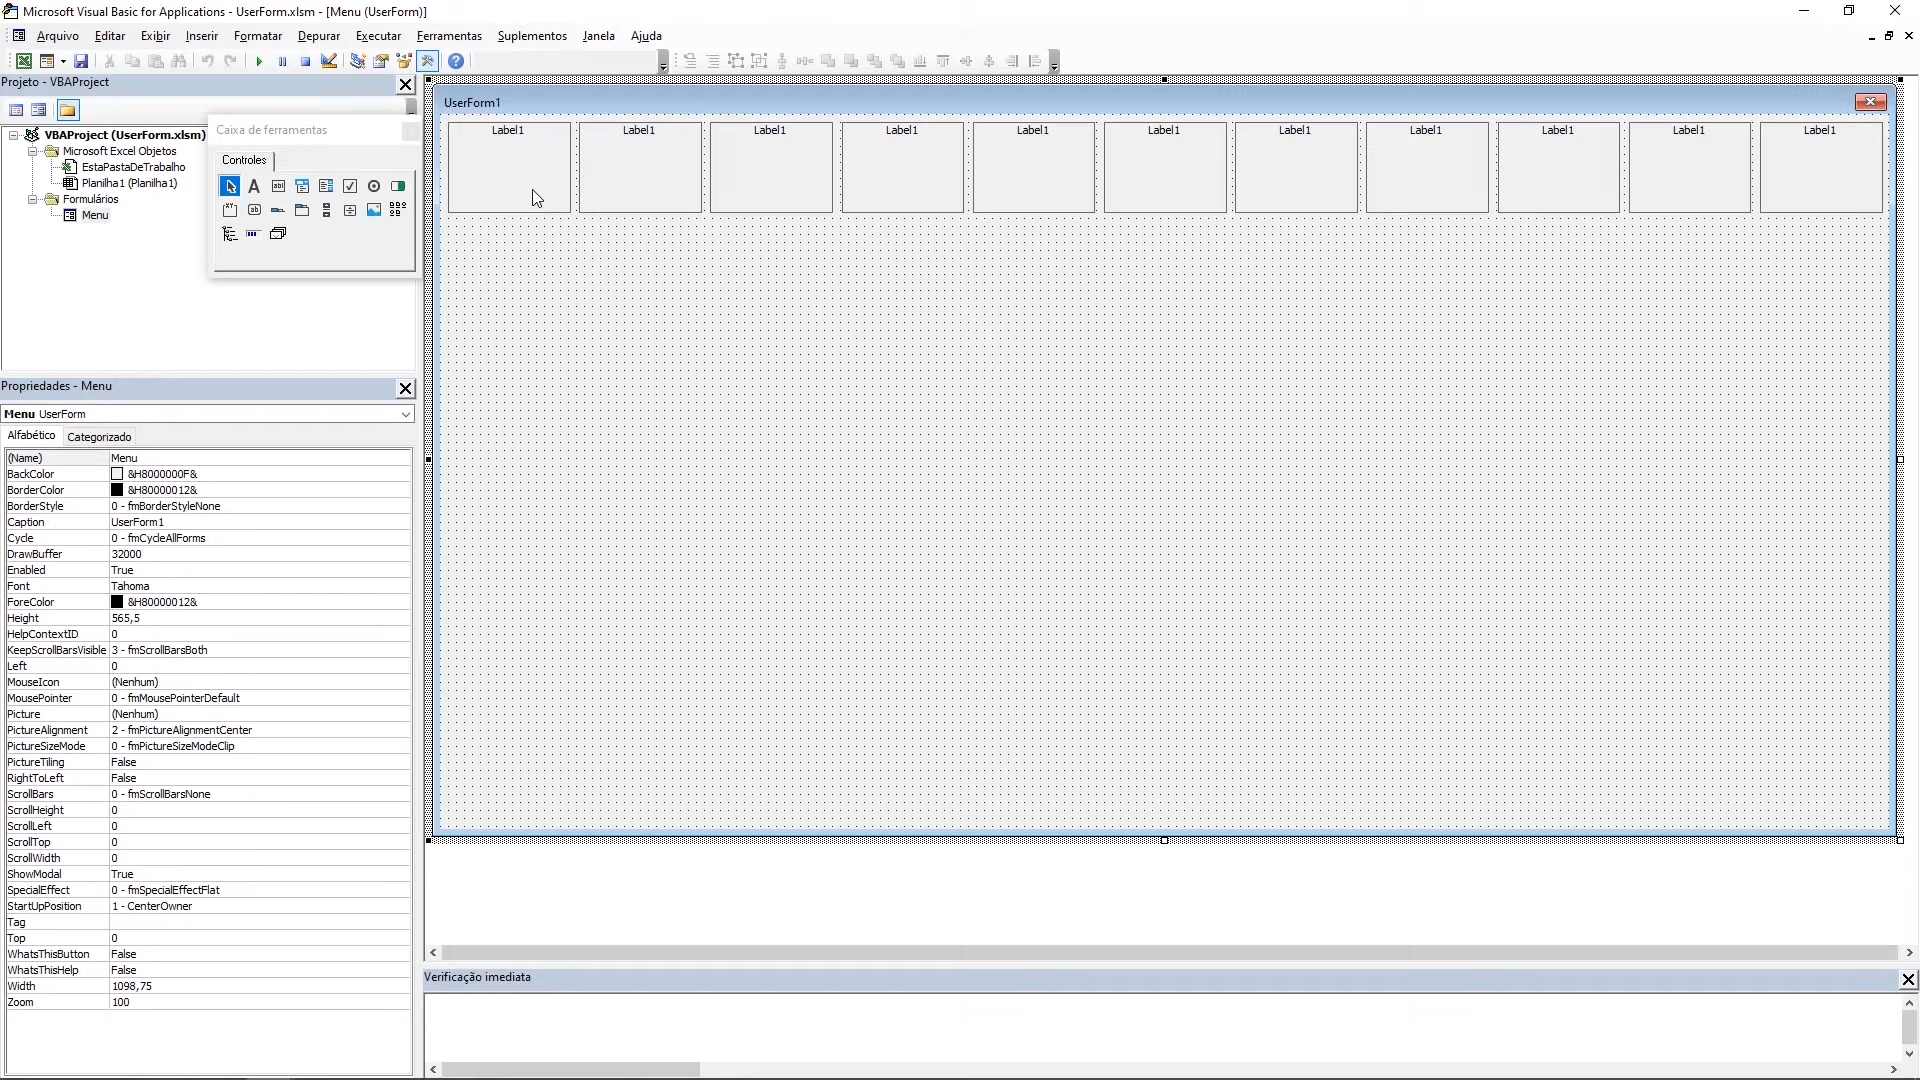 Microsoft Visual Basic for Applications - UserForm.xlsm - [Menu (UserForm)]
Arquivo Editar Exibir Inserir Formatar Depurar Executar Ferramentas Suplementos Janela Ajuda
Projeto - VBAProject
VBAProject (UserForm.xlsm)
Microsoft Excel Objetos
EstaPastaDeTrabalho
Planilha1 (Planilha1)
Formulários
Menu
Caixa de ferramentas
Controles
Propriedades - Menu
Menu UserForm
Alfabético Categorizado
(Name) Menu
BackColor &H8000000F&
BorderColor &H80000012&
BorderStyle 0 - fmBorderStyleNone
Caption UserForm1
Cycle 0 - fmCycleAllForms
DrawBuffer 32000
Enabled True
Font Tahoma
ForeColor &H80000012&
Height 565,5
HelpContextID 0
KeepScrollBarsVisible 3 - fmScrollBarsBoth
Left 0
MouseIcon (Nenhum)
MousePointer 0 - fmMousePointerDefault
Picture (Nenhum)
PictureAlignment 2 - fmPictureAlignmentCenter
PictureSizeMode 0 - fmPictureSizeModeClip
PictureTiling False
RightToLeft False
ScrollBars 0 - fmScrollBarsNone
ScrollHeight 0
ScrollLeft 0
ScrollTop 0
ScrollWidth 0
ShowModal True
SpecialEffect 0 - fmSpecialEffectFlat
StartUpPosition 1 - CenterOwner
Tag
Top 0
WhatsThisButton False
WhatsThisHelp False
Width 1098,75
Zoom 100
UserForm1
Label1 Label1 Label1 Label1 Label1 Label1 Label1 Label1 Label1 Label1 Label1
Verificação imediata